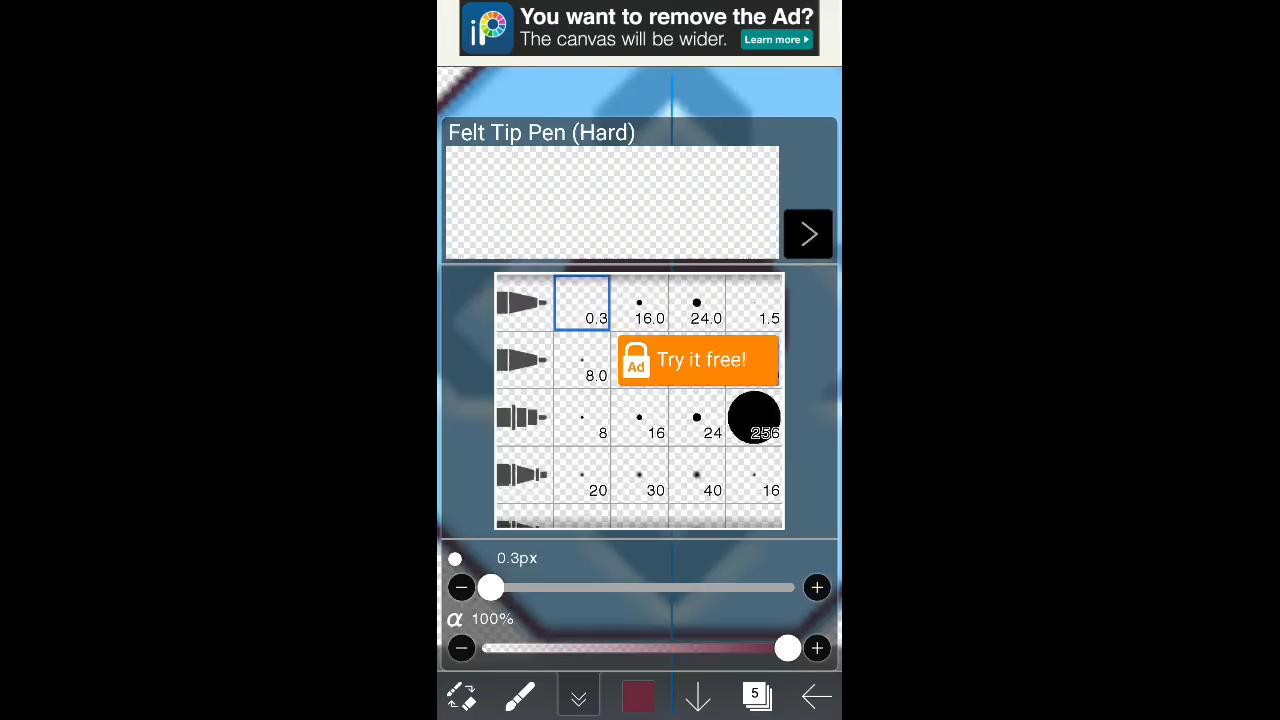 iP
You want to remove the Ad?
The canvas will be wider.
Learn more
Felt Tip Pen (Hard)
0.3 16.0 24.0 1.5
8.0
Ad Try it free!
8 16 24 256
20 30 40 16
0.3px
α 100%
5